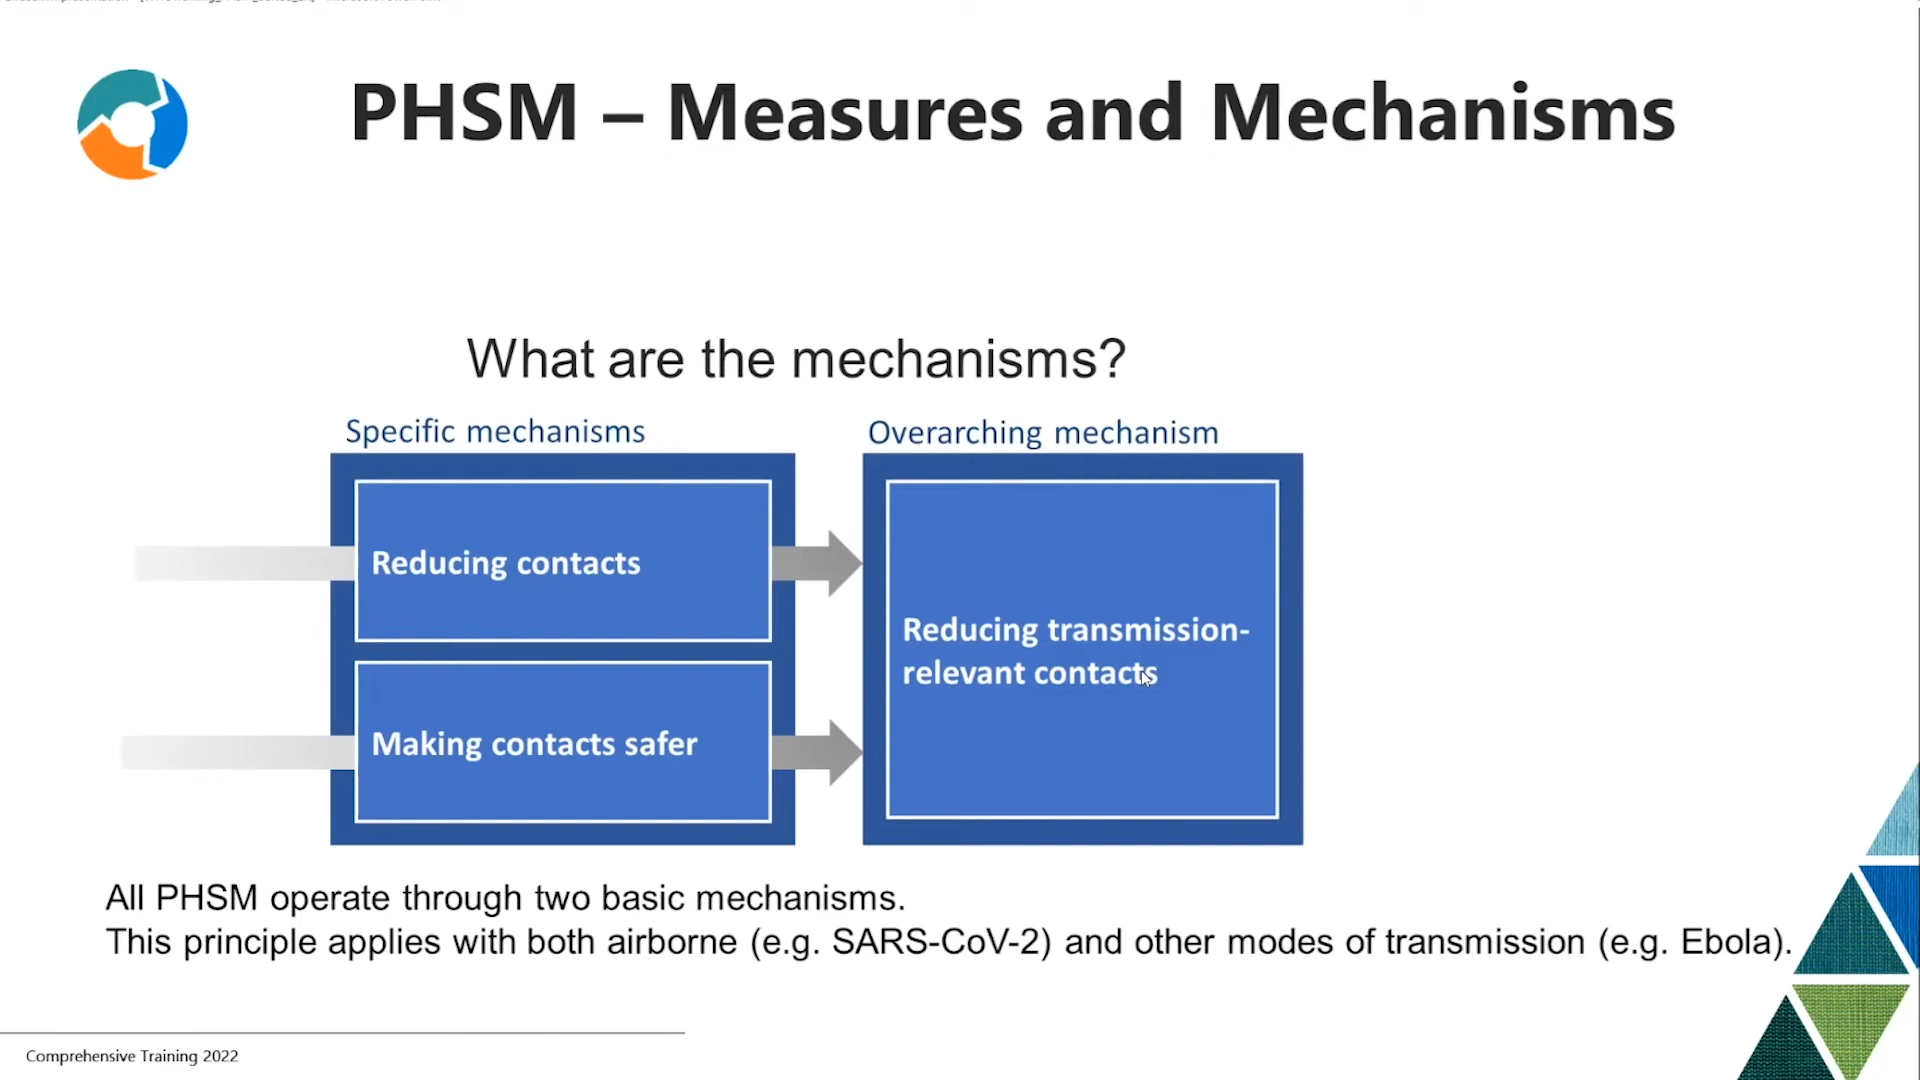 PHSM – Measures and Mechanisms
What are the mechanisms?
Specific mechanisms
Overarching mechanism
Reducing contacts
Reducing transmission-
relevant contacts
Making contacts safer
All PHSM operate through two basic mechanisms.
This principle applies with both airborne (e.g. SARS-CoV-2) and other modes of transmission (e.g. Ebola).
Comprehensive Training 2022